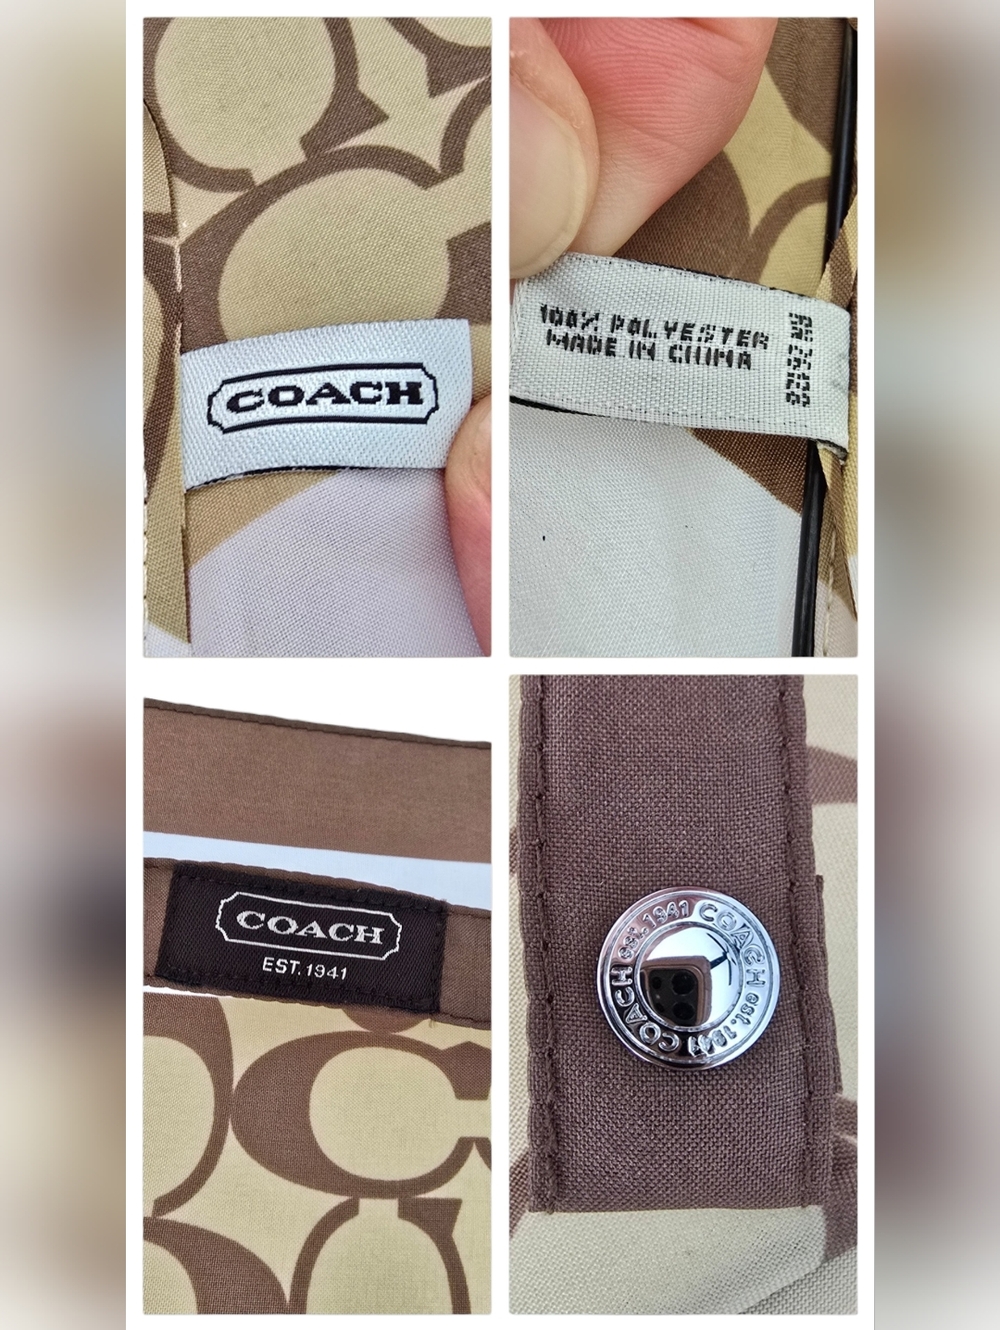 COACH
100% POLYESTER
MADE IN CHINA
COACH
EST. 1941
COACH est. 1941 COACH est. 1941